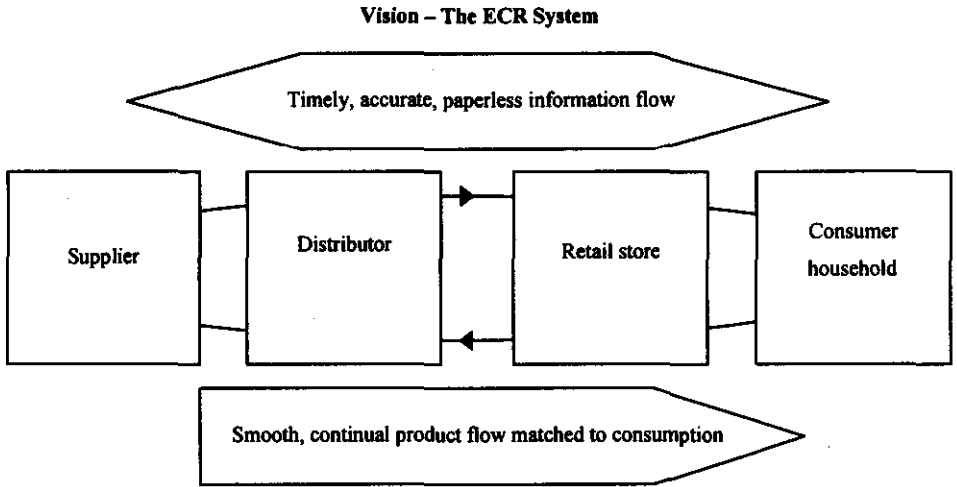 Vision – The ECR System
Timely, accurate, paperless information flow
Supplier
Distributor
Retail store
Consumer
household
Smooth, continual product flow matched to consumption